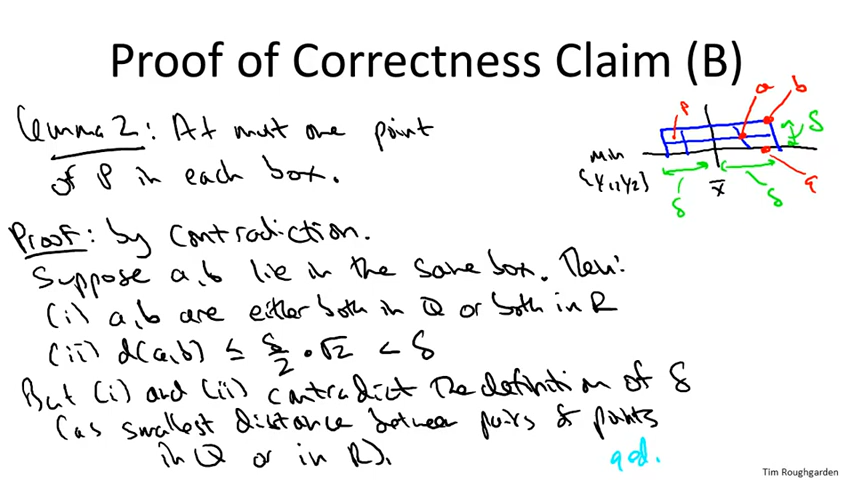 Proof of Correctness Claim (B)
Lemma 2: At most one point
of P in each box.
a b
P
δ
min
{y1,y2}
δ x̄ δ q
Proof: by contradiction.
Suppose a,b lie in the same box. Then:
(i) a,b are either both in Q or both in R
(ii) d(a,b) ≤ δ/2 · √2 < δ
But (i) and (ii) contradict the definition of δ
(as smallest distance between pairs of points
in Q or in R).
qed.
Tim Roughgarden